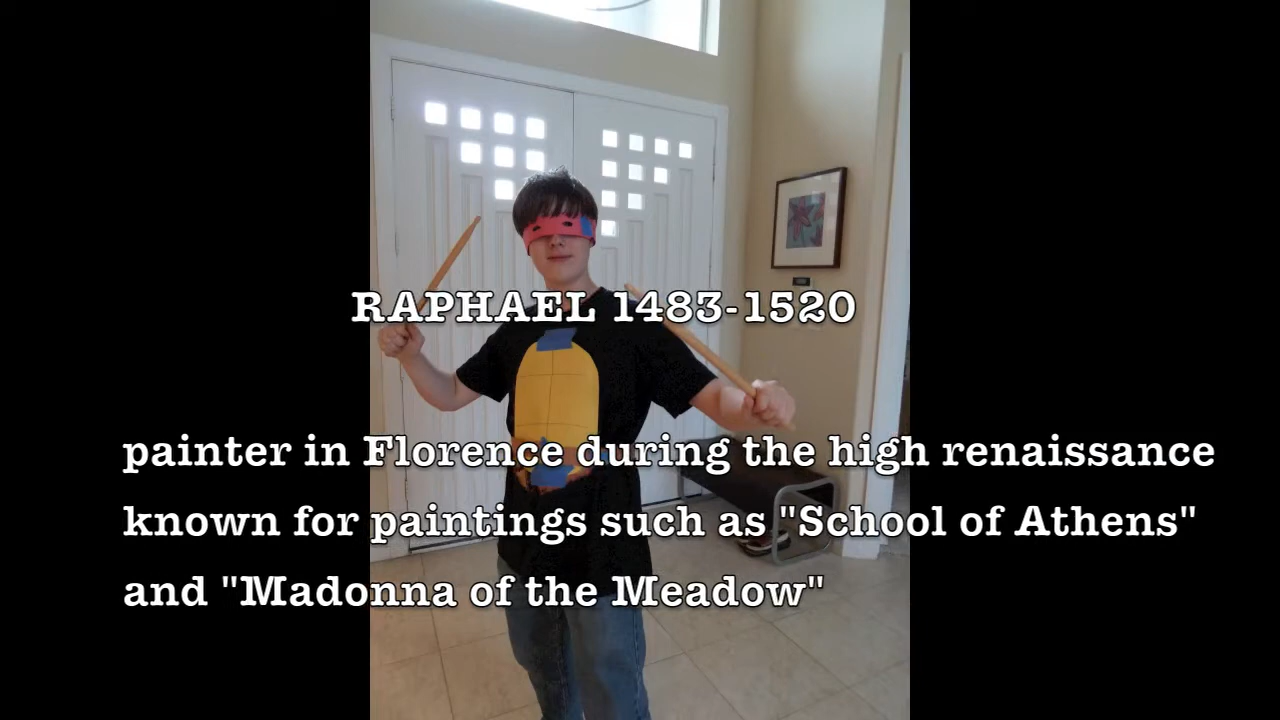 RAPHAEL 1483-1520
painter in Florence during the high renaissance
known for paintings such as "School of Athens"
and "Madonna of the Meadow"